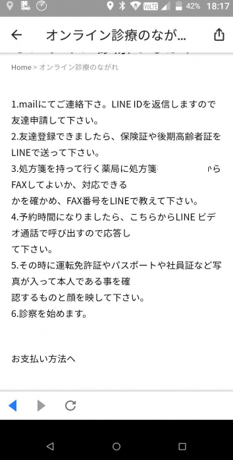 42% 18:17
オンライン診療のなが...
Home > オンライン診療のながれ
1.mailにてご連絡下さ。LINE IDを返信しますので
友達申請して下さい。
2.友達登録できましたら、保険証や後期高齢者証を
LINEで送って下さい。
3.処方箋を持って行く薬局に処方箋 ら
FAXしてよいか、対応できる
かを確かめ、FAX番号をLINEで教えて下さい。
4.予約時間になりましたら、こちらからLINE ビデ
オ通話で呼び出すので応答し
て下さい。
5.その時に運転免許証やパスポートや社員証など写
真が入って本人である事を確
認するものと顔を映して下さい。
6.診察を始めます。
お支払い方法へ